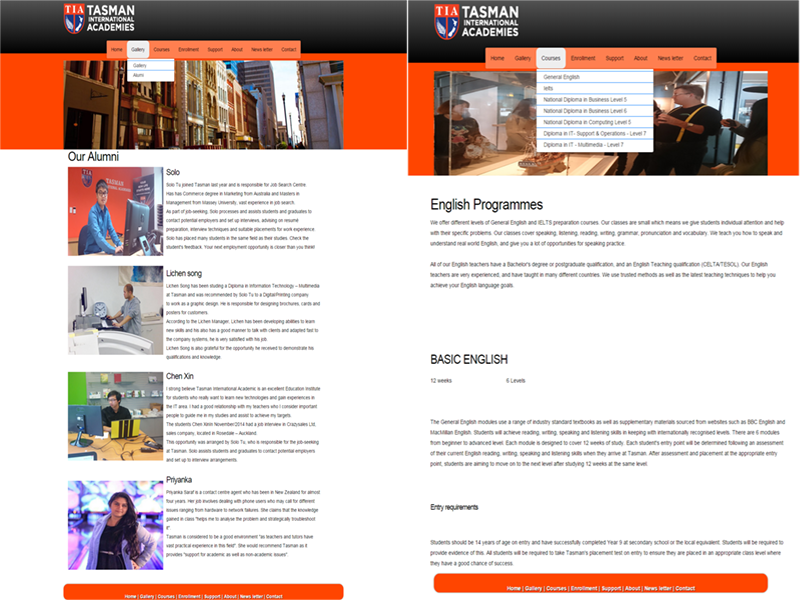 TIA TASMAN
INTERNATIONAL
ACADEMIES
Home Gallery Courses Enrollment Support About News letter Contact
Gallery
Alumi
Our Alumni
Solo
Solo Tu joined Tasman last year and is responsible for Job Search Centre.
Has has Commerce degree in Marketing from Australia and Masters in
Management from Massey University, vast experience in job search.
As part of job-seeking, Solo processes and assists students and graduates to
contact potential employers and set up interviews, advising on resumé
preparation, interview techniques and suitable placements for work experience
Solo has placed many students in the same field as their studies. Check the
student's feedback. Your next employment opportunity is closer than you think!
Lichen song
Lichen Song has been studing a Diploma in Information Technology – Multimedia
at Tasman and was recommended by Solo Tu to a Digital Printing company
to work as a graphic design. He is responsible for designing brochures, cards and
posters for customers.
According to the Lichen Manager, Lichen has been developing abilities to learn
new skills and his also has a good manner to talk with clients and adapted fast to
the company systems, he is very satisfied with his job.
Lichen Song is also grateful for the opportunity he received to demonstrate his
qualifications and knowledge.
Chen Xin
I strong believe Tasman International Academic is an excellent Education Institute
for students who really want to learn new technologies and gain experiences in
the IT area. I had a good relationship with my teachers who I consider important
people to guide me in my studies and assist to achieve my targets
The students Chen Xinin November/2014 had a job interview in Crazysales Ltd,
sales company, located in Rosedale – Auckland.
This opportunity was arranged by Solo Tu, who is responsible for the job-seeking
at Tasman. Solo assists students and graduates to contact potential employers
and set up to interview arrangements
Priyanka
Priyanka Saraf is a contact centre agent who has been in New Zealand for almost
four years. Her job involves dealing with phone users who may call for different
issues ranging from hardware to network failures. She claims that the knowledge
gained in class "helps me to analyse the problem and strategically troubleshoot
it"
Tasman is considered to be a good environment "as teachers and tutors have
vast practical experience in this field". She would recommend Tasman as it
provides "support for academic as well as non-academic issues"
Home | Gallery | Courses | Enrollment | Support | About | News letter | Contact
TIA TASMAN
INTERNATIONAL
ACADEMIES
Home Gallery Courses Enrollment Support About News letter Contact
General English
Ielts
National Diploma in Business Level 5
National Diploma in Business Level 6
National Diploma in Computing Level 5
Diploma in IT- Support & Operations - Level 7
Diploma in IT - Multimedia - Level 7
English Programmes
We offer different levels of General English and IELTS preparation courses. Our classes are small which means we give students individual attention and help
with their specific problems. Our classes cover speaking, listening, reading, writing, grammar, pronunciation and vocabulary. We teach you how to speak and
understand real world English, and give you a lot of opportunities for speaking practice.
All of our English teachers have a Bachelor's degree or postgraduate qualification, and an English Teaching qualification (CELTA/TESOL). Our English
teachers are very experienced, and have taught in many different countries. We use trusted methods as well as the latest teaching techniques to help you
achieve your English language goals.
BASIC ENGLISH
12 weeks 6 Levels
The General English modules use a range of industry standard textbooks as well as supplementary materials sourced from websites such as BBC English and
MacMillan English. Students will achieve reading, writing, speaking and listening skills in keeping with internationally recognised levels. There are 6 modules
from beginner to advanced level. Each module is designed to cover 12 weeks of study. Each student's entry point will be determined following an assessment
of their current English reading, writing, speaking and listening skills when they arrive at Tasman. After assessment and placement at the appropriate entry
point, students are aiming to move on to the next level after studying 12 weeks at the same level.
Entry requirements
Students should be 14 years of age on entry and have successfully completed Year 9 at secondary school or the local equivalent. Students will be required to
provide evidence of this. All students will be required to take Tasman's placement test on entry to ensure they are placed in an appropriate class level where
they have a good chance of success.
Home | Gallery | Courses | Enrollment | Support | About | News letter | Contact